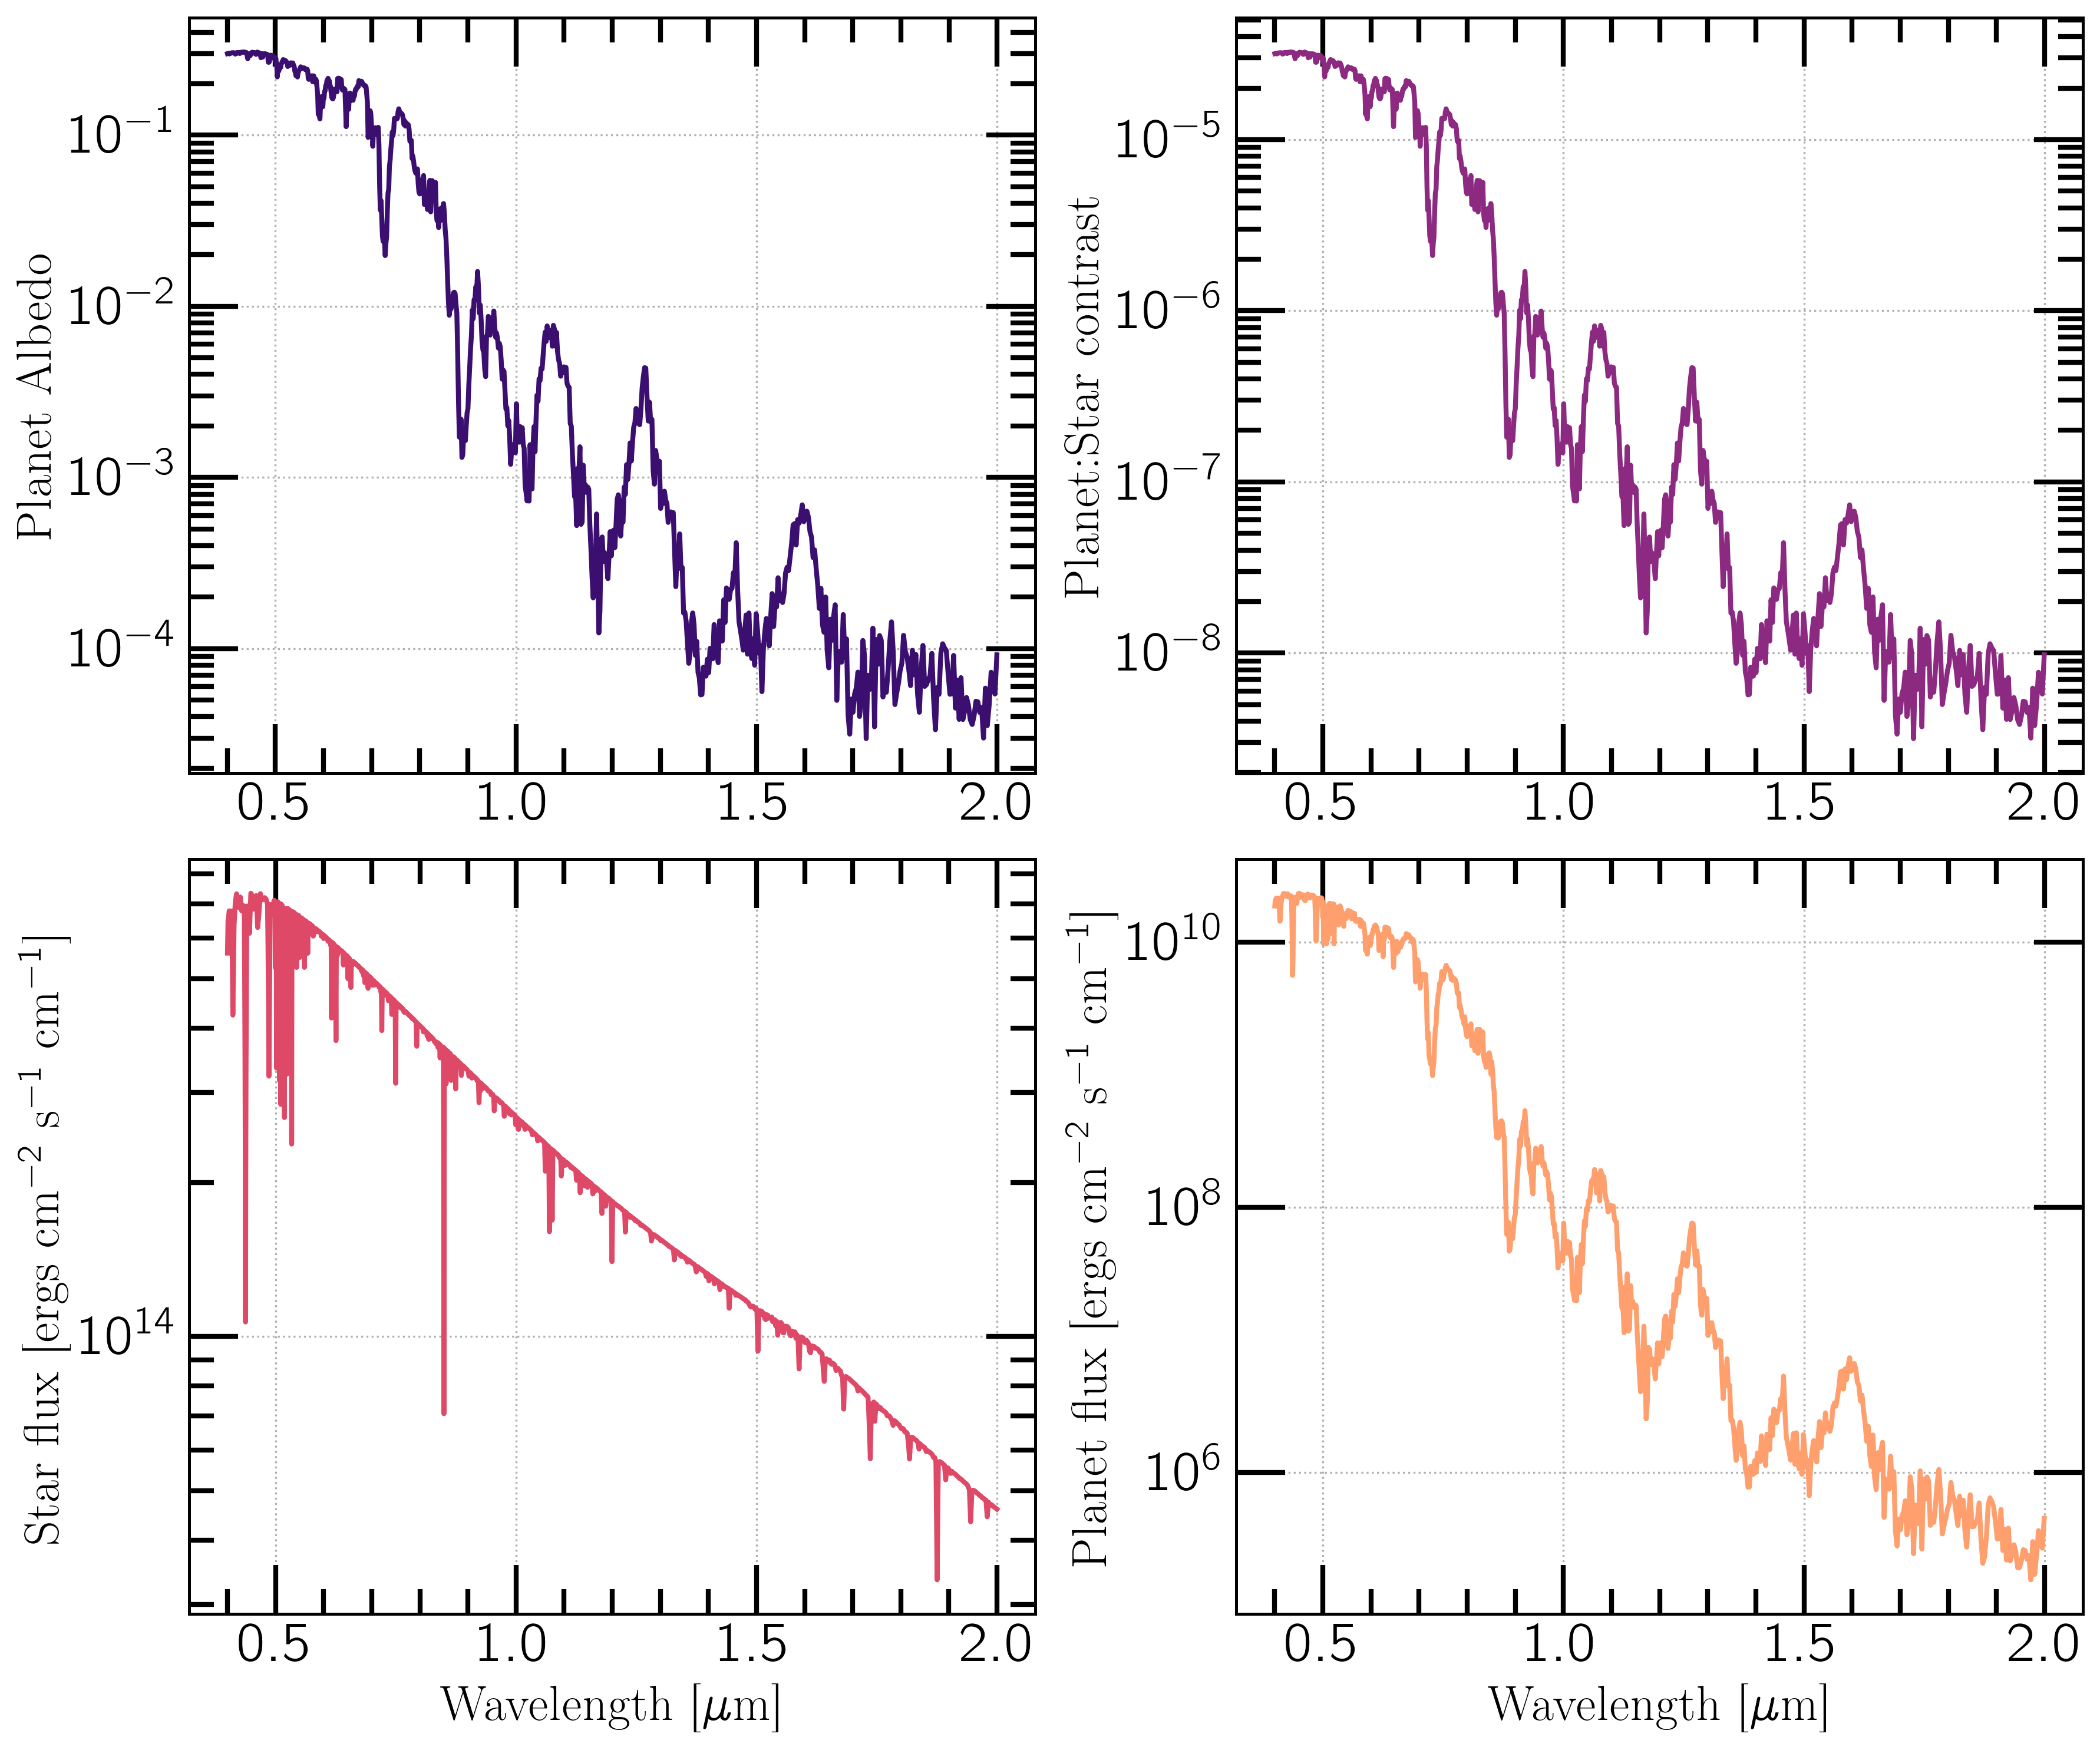 Planet Albedo
10⁻¹
10⁻²
10⁻³
10⁻⁴
0.5 1.0 1.5 2.0
Planet:Star contrast
10⁻⁵
10⁻⁶
10⁻⁷
10⁻⁸
0.5 1.0 1.5 2.0
Star flux [ergs cm⁻² s⁻¹ cm⁻¹]
10¹⁴
0.5 1.0 1.5 2.0
Wavelength [μm]
Planet flux [ergs cm⁻² s⁻¹ cm⁻¹]
10¹⁰
10⁸
10⁶
0.5 1.0 1.5 2.0
Wavelength [μm]